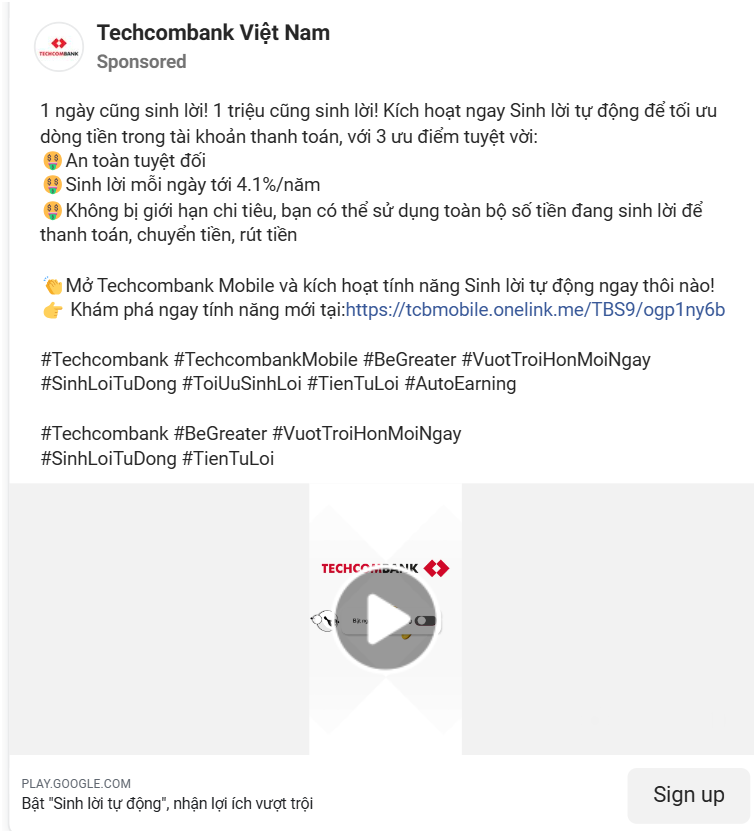 TECHCOMBANK
Techcombank Việt Nam
Sponsored
1 ngày cũng sinh lời! 1 triệu cũng sinh lời! Kích hoạt ngay Sinh lời tự động để tối ưu
dòng tiền trong tài khoản thanh toán, với 3 ưu điểm tuyệt vời:
🤑An toàn tuyệt đối
🤑Sinh lời mỗi ngày tới 4.1%/năm
🤑Không bị giới hạn chi tiêu, bạn có thể sử dụng toàn bộ số tiền đang sinh lời để
thanh toán, chuyển tiền, rút tiền
👏Mở Techcombank Mobile và kích hoạt tính năng Sinh lời tự động ngay thôi nào!
👉 Khám phá ngay tính năng mới tại:https://tcbmobile.onelink.me/TBS9/ogp1ny6b
#Techcombank #TechcombankMobile #BeGreater #VuotTroiHonMoiNgay
#SinhLoiTuDong #ToiUuSinhLoi #TienTuLoi #AutoEarning
#Techcombank #BeGreater #VuotTroiHonMoiNgay
#SinhLoiTuDong #TienTuLoi
TECHCOMBANK
PLAY.GOOGLE.COM
Bật "Sinh lời tự động", nhận lợi ích vượt trội
Sign up